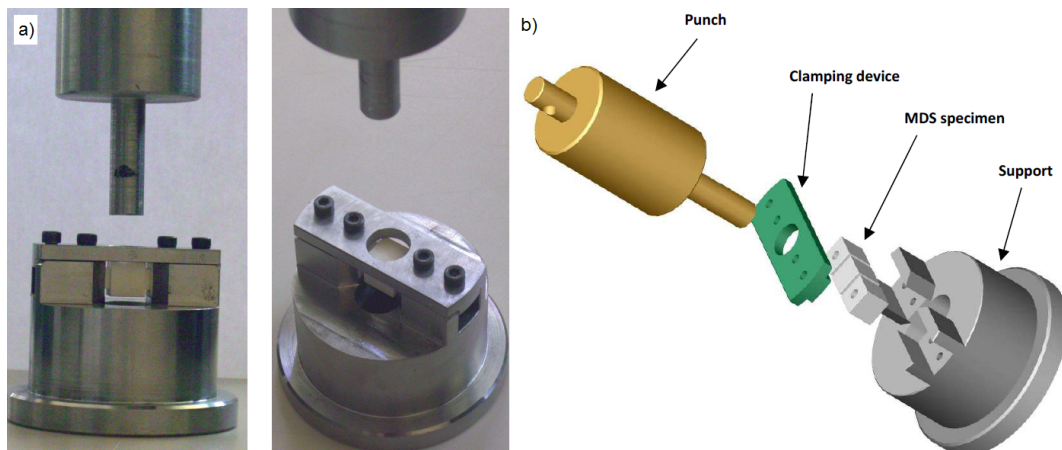 a)
b)
Punch
Clamping device
MDS specimen
Support